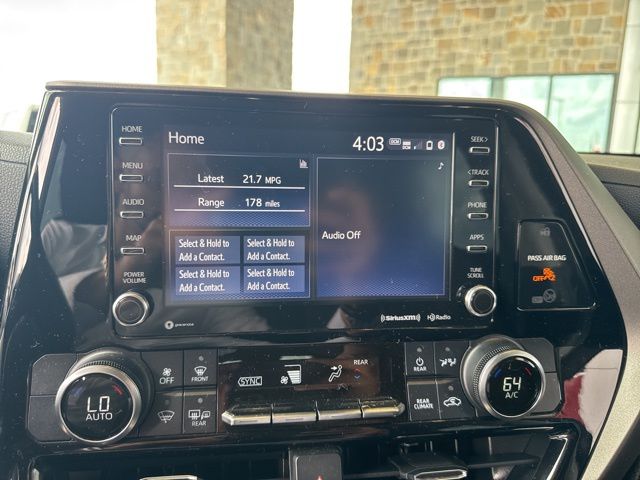 HOME
MENU
AUDIO
MAP
POWER
VOLUME
Home
4:03
DCM
Latest 21.7 MPG
Range 178 miles
Select & Hold to
Add a Contact.
Select & Hold to
Add a Contact.
Select & Hold to
Add a Contact.
Select & Hold to
Add a Contact.
Audio Off
SEEK>
<TRACK
PHONE
APPS
TUNE
SCROLL
gracenote
SiriusXM
HD Radio
PASS AIR BAG
OFF
2
LO
AUTO
OFF
FRONT
REAR
SYNC
REAR
REAR
REAR
CLIMATE
64
A/C